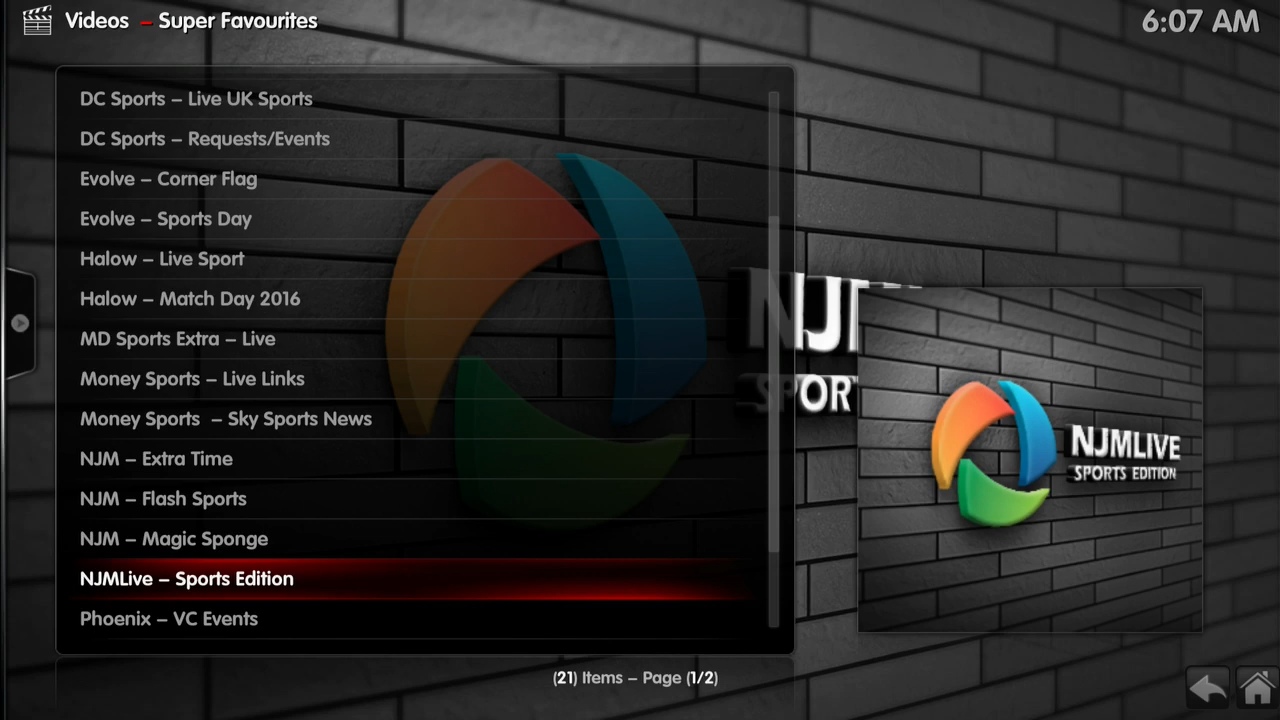 Videos – Super Favourites
6:07 AM
DC Sports – Live UK Sports
DC Sports – Requests/Events
Evolve – Corner Flag
Evolve – Sports Day
Halow – Live Sport
Halow – Match Day 2016
MD Sports Extra – Live
Money Sports – Live Links
Money Sports – Sky Sports News
NJM – Extra Time
NJM – Flash Sports
NJM – Magic Sponge
NJMLive – Sports Edition
Phoenix – VC Events
NJMLIVE
SPORTS EDITION
(21) Items – Page (1/2)